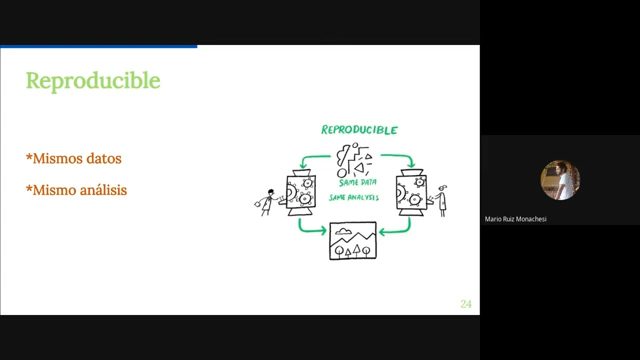 Reproducible
*Mismos datos
*Mismo análisis
REPRODUCIBLE
SAME DATA
SAME ANALYSIS
24
Mario Ruiz Monachesi